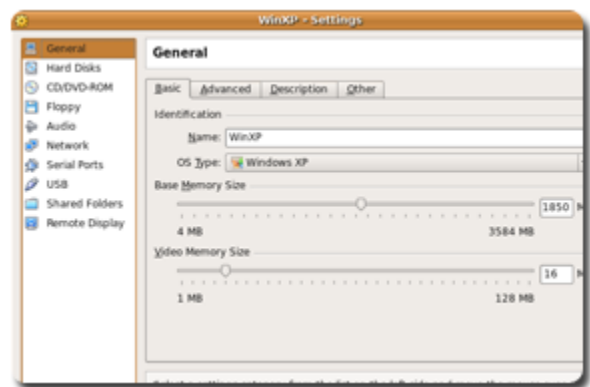 WinXP - Settings
General
Hard Disks
CD/DVD-ROM
Floppy
Audio
Network
Serial Ports
USB
Shared Folders
Remote Display
General
Basic Advanced Description Other
Identification
Name: WinXP
OS Type: Windows XP
Base Memory Size
1850
4 MB 3584 MB
Video Memory Size
16
1 MB 128 MB